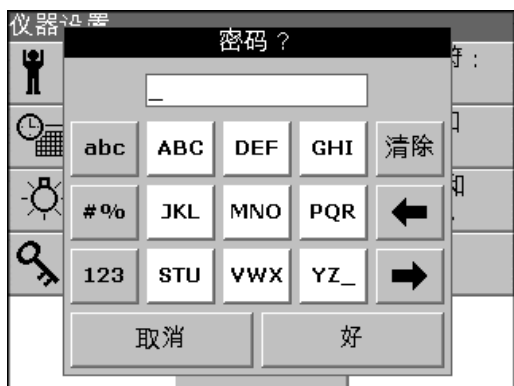 仪器设置
密码？
_
abc ABC DEF GHI 清除
#% JKL MNO PQR
123 STU VWX YZ_
取消 好